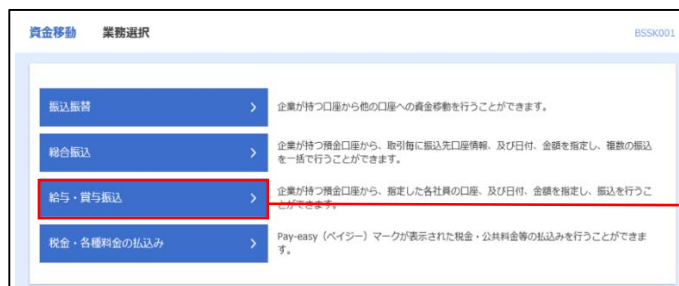 資金移動 業務選択 BSSK001
振込振替
企業が持つ口座から他の口座への資金移動を行うことができます。
総合振込
企業が持つ預金口座から、取引毎に振込先口座情報、及び日付、金額を指定し、複数の振込
を一括で行うことができます。
給与・賞与振込
企業が持つ預金口座から、指定した各社員の口座、及び日付、金額を指定し、振込を行うこ
とができます。
税金・各種料金の払込み
Pay-easy（ペイジー）マークが表示された税金・公共料金等の払込みを行うことができま
す。